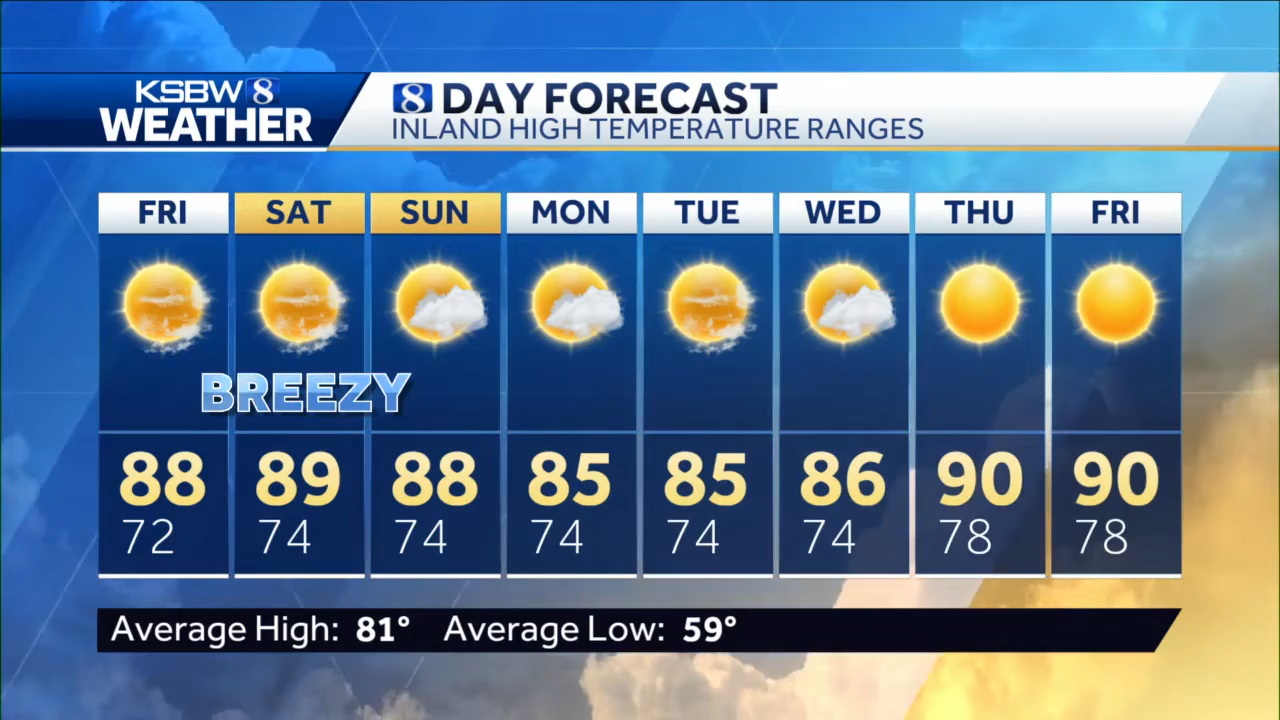 KSBW 8
WEATHER
8 DAY FORECAST
INLAND HIGH TEMPERATURE RANGES
FRI SAT SUN MON TUE WED THU FRI
BREEZY
88 89 88 85 85 86 90 90
72 74 74 74 74 74 78 78
Average High: 81° Average Low: 59°